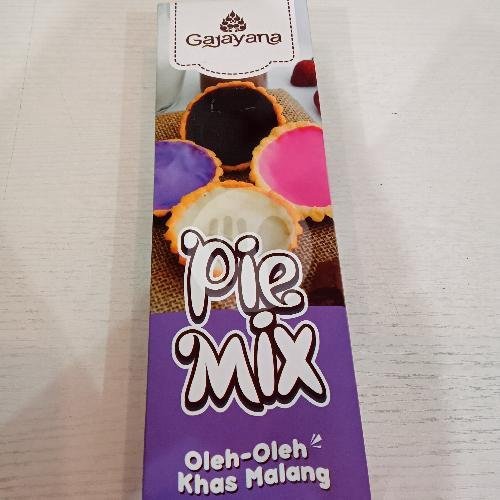 Gajayana
Pie
Mix
Oleh-Oleh
Khas Malang